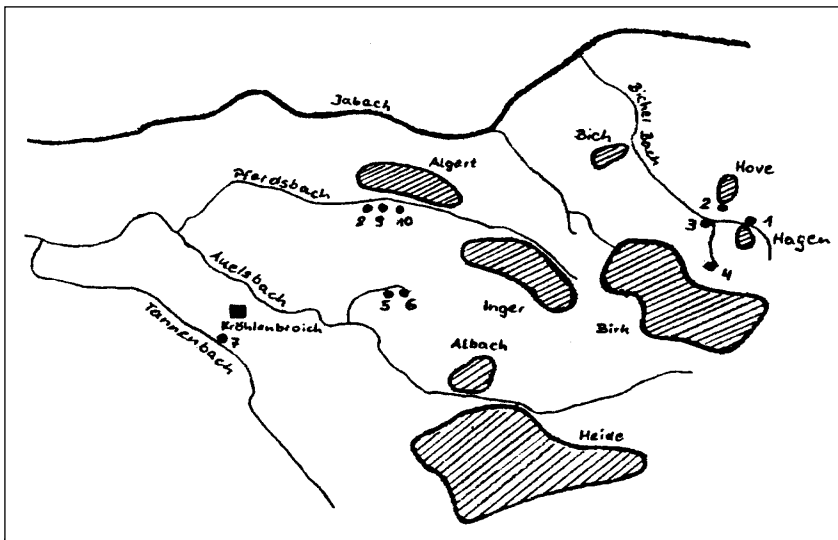 Jabach
Bicher Bach
Bich
Hove
Algert
Pferdsbach
2
1
8 9 10
3
Hagen
4
Auelsbach
5 6
Inger
Birk
Kröhlenbroich
7
Tannenbach
Albach
Heide